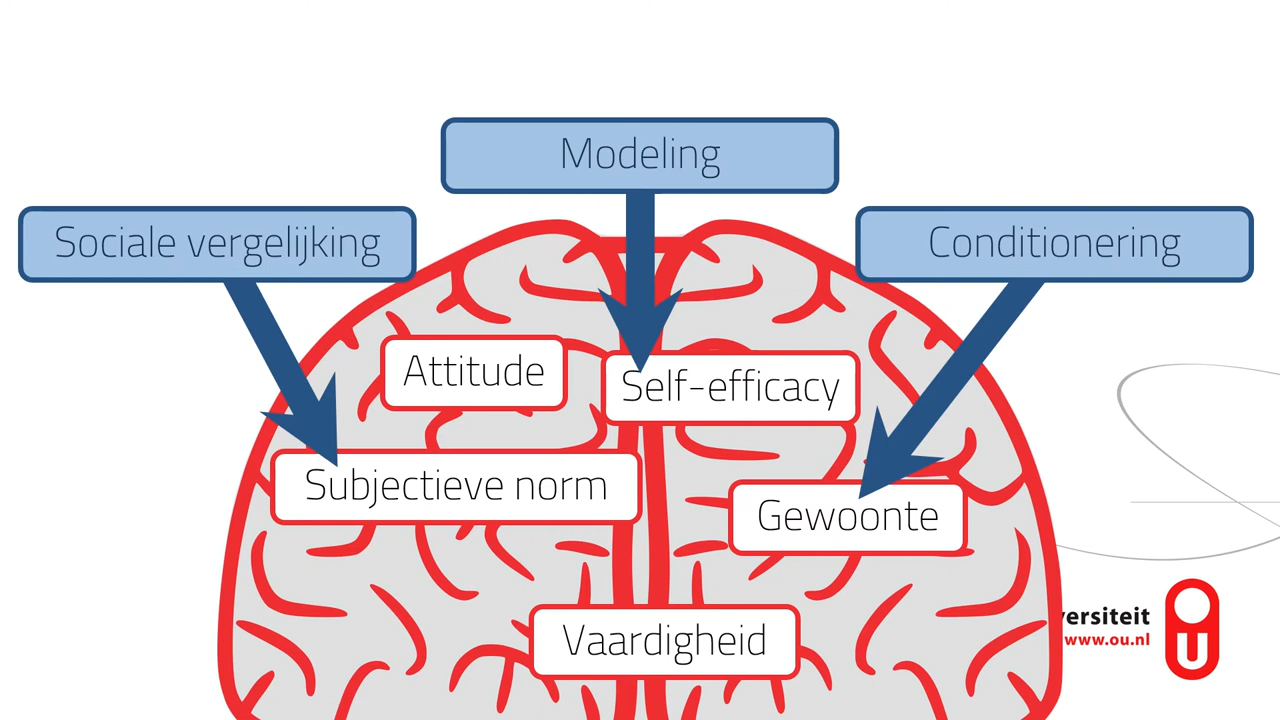 Modeling
Sociale vergelijking
Conditionering
Attitude
Self-efficacy
Subjectieve norm
Gewoonte
Vaardigheid
versiteit
www.ou.nl